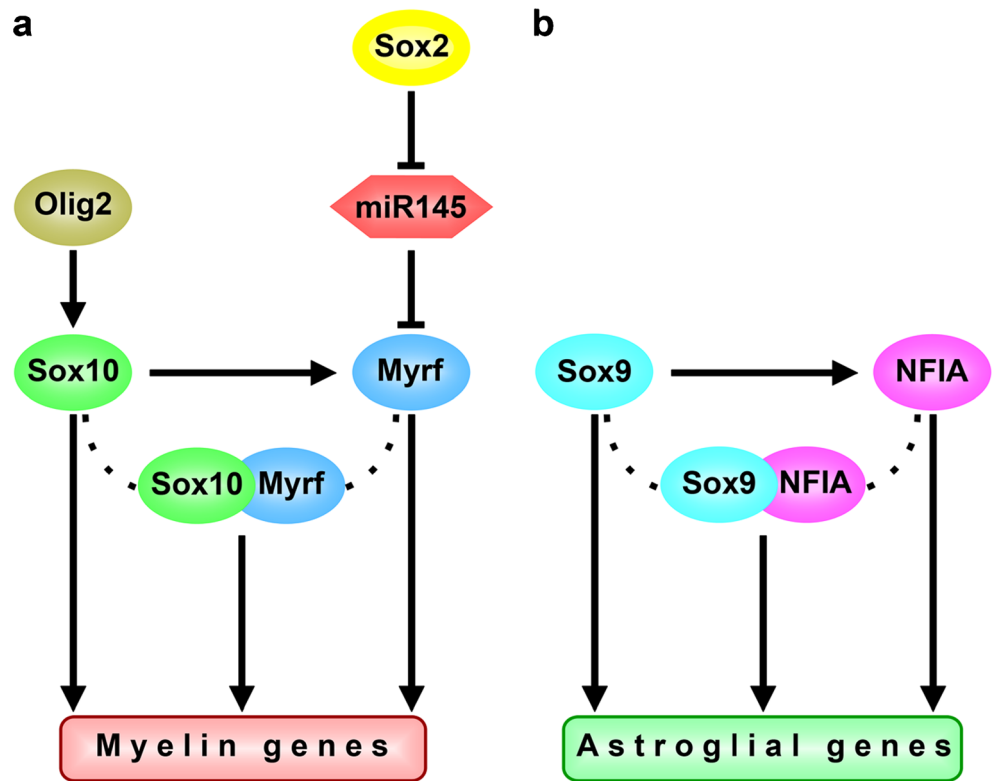 a
Sox2
Olig2
miR145
Sox10
Myrf
Sox10 Myrf
Myelin genes
b
Sox9
NFIA
Sox9 NFIA
Astroglial genes